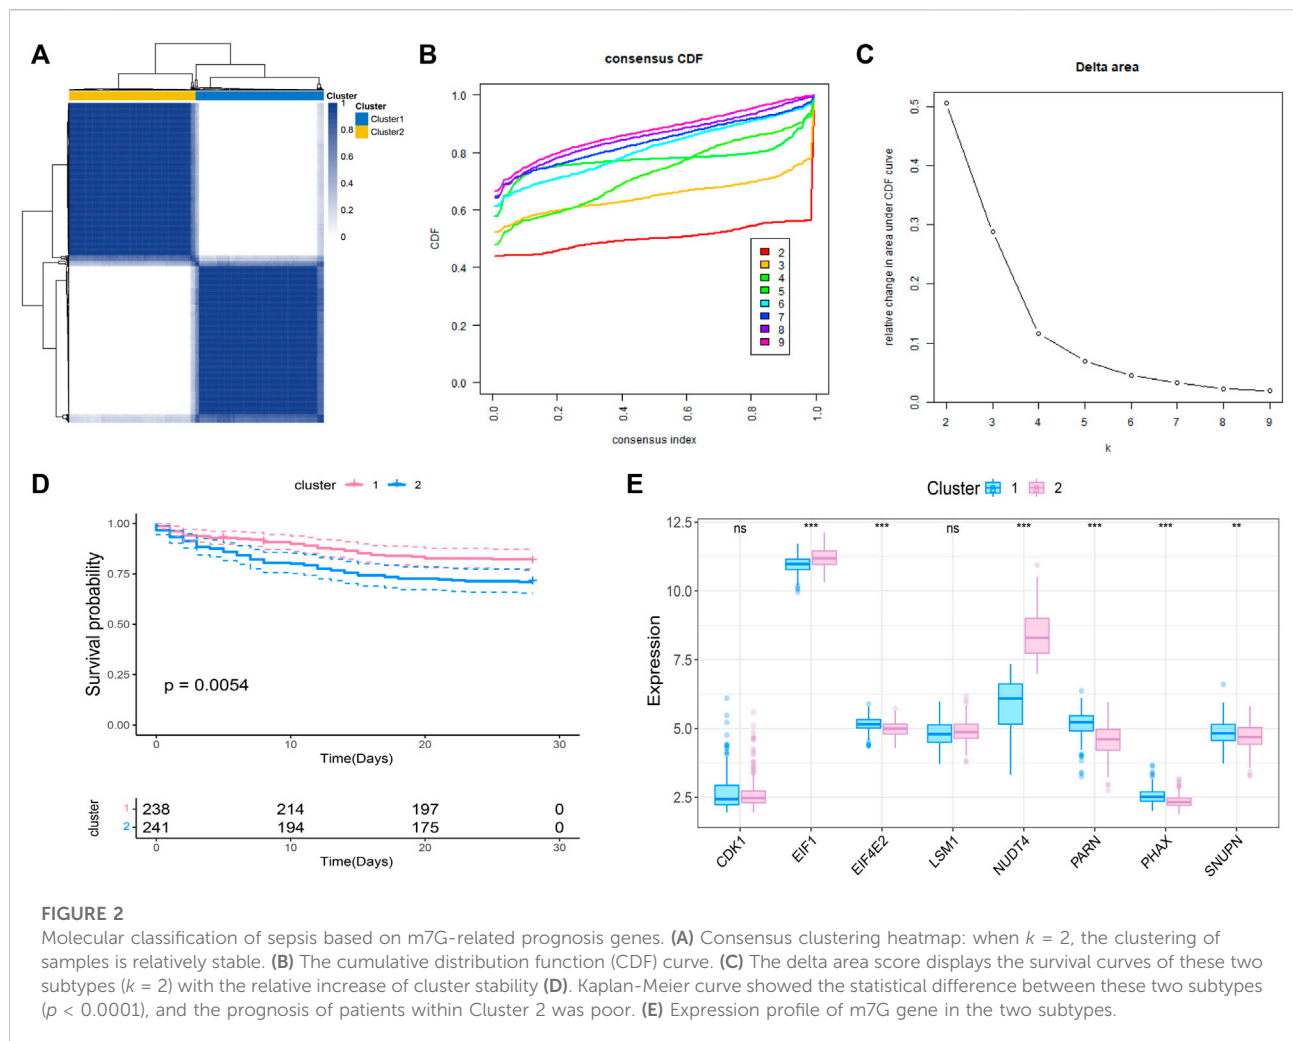 A
Cluster
1
0.8
0.6
0.4
0.2
0
Cluster
Cluster1
Cluster2
B
consensus CDF
CDF
1.0
0.8
0.6
0.4
0.2
0.0
2
3
4
5
6
7
8
9
0.0 0.2 0.4 0.6 0.8 1.0
consensus index
C
Delta area
relative change in area under CDF curve
0.5
0.4
0.3
0.2
0.1
0.0
2 3 4 5 6 7 8 9
k
D
cluster 1 2
Survival probability
1.00
0.75
0.50
0.25
0.00
p = 0.0054
0 10 20 30
Time(Days)
cluster
1 238 214 197 0
2 241 194 175 0
0 10 20 30
Time(Days)
E
Cluster 1 2
Expression
12.5
10.0
7.5
5.0
2.5
ns *** *** ns *** *** *** **
CDK1 EIF1 EIF4E2 LSM1 NUDT4 PARN PHAX SNUPN
FIGURE 2
Molecular classification of sepsis based on m7G-related prognosis genes. (A) Consensus clustering heatmap: when k = 2, the clustering of
samples is relatively stable. (B) The cumulative distribution function (CDF) curve. (C) The delta area score displays the survival curves of these two
subtypes (k = 2) with the relative increase of cluster stability (D). Kaplan-Meier curve showed the statistical difference between these two subtypes
(p < 0.0001), and the prognosis of patients within Cluster 2 was poor. (E) Expression profile of m7G gene in the two subtypes.